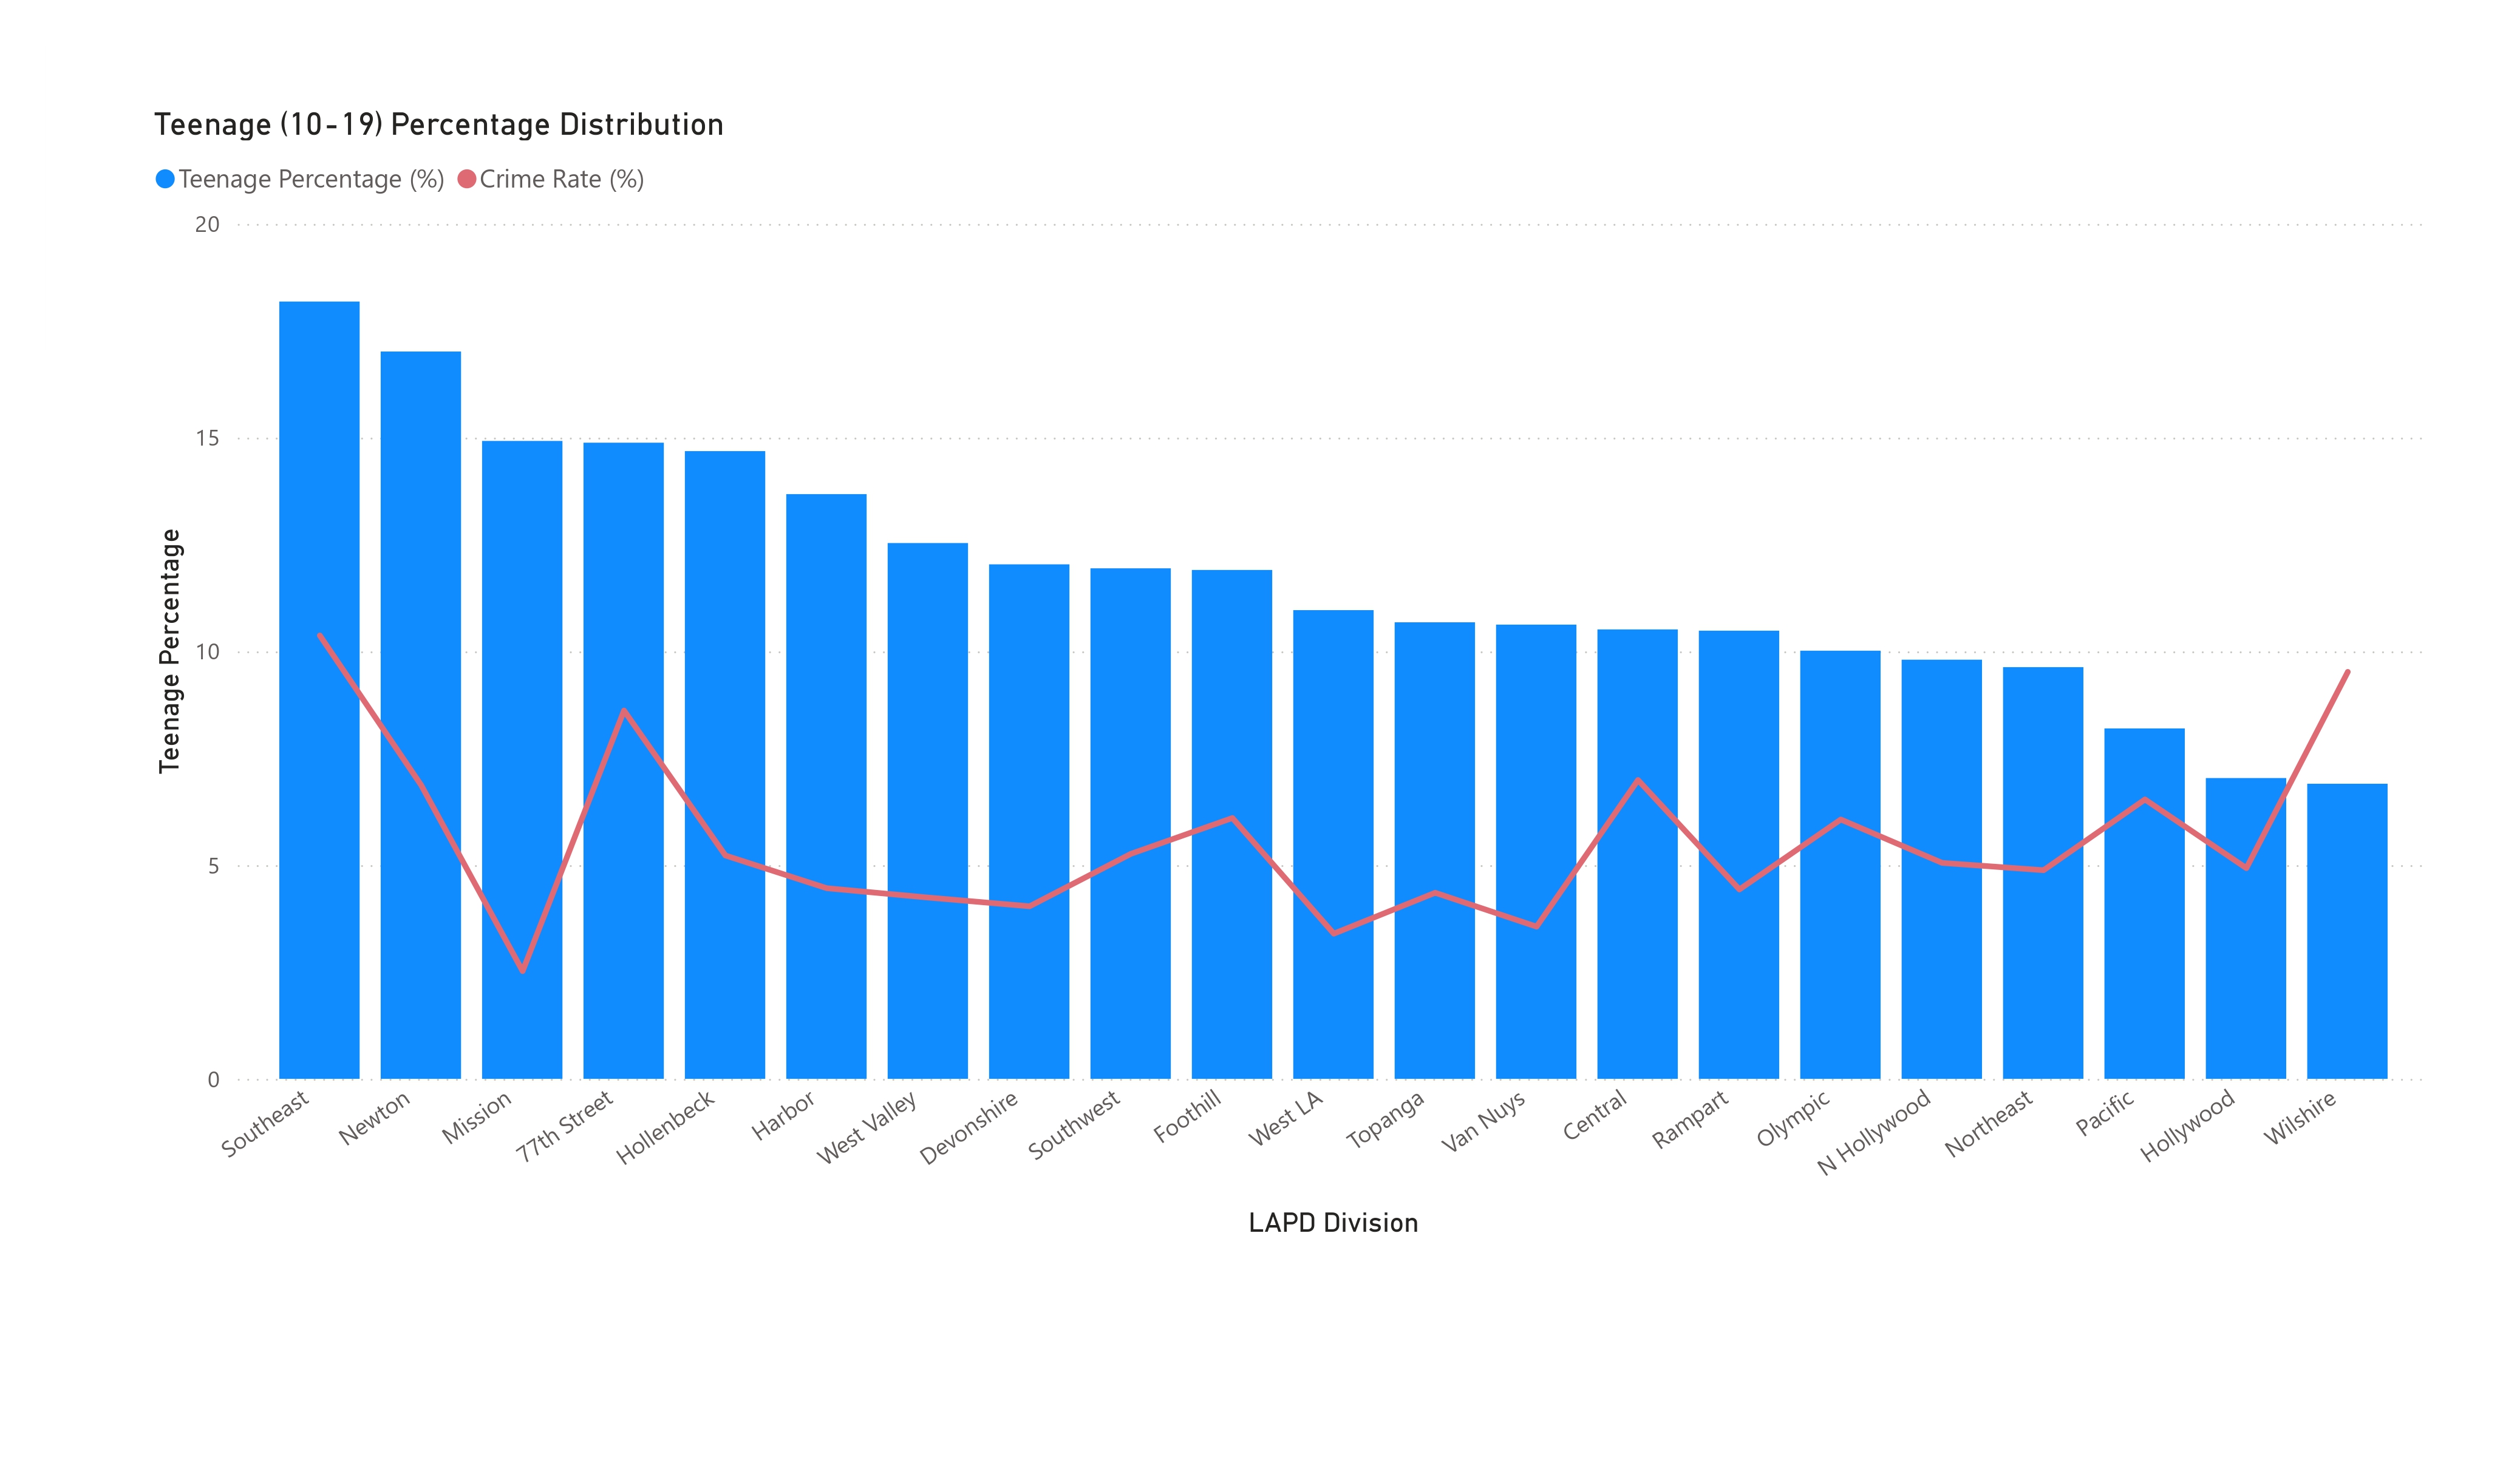 Teenage (10-19) Percentage Distribution
Teenage Percentage (%) Crime Rate (%)
20
15
10
5
0
Teenage Percentage
Southeast
Newton
Mission
77th Street
Hollenbeck
Harbor
West Valley
Devonshire
Southwest
Foothill
West LA
Topanga
Van Nuys
Central
Rampart
Olympic
N Hollywood
Northeast
Pacific
Hollywood
Wilshire
LAPD Division